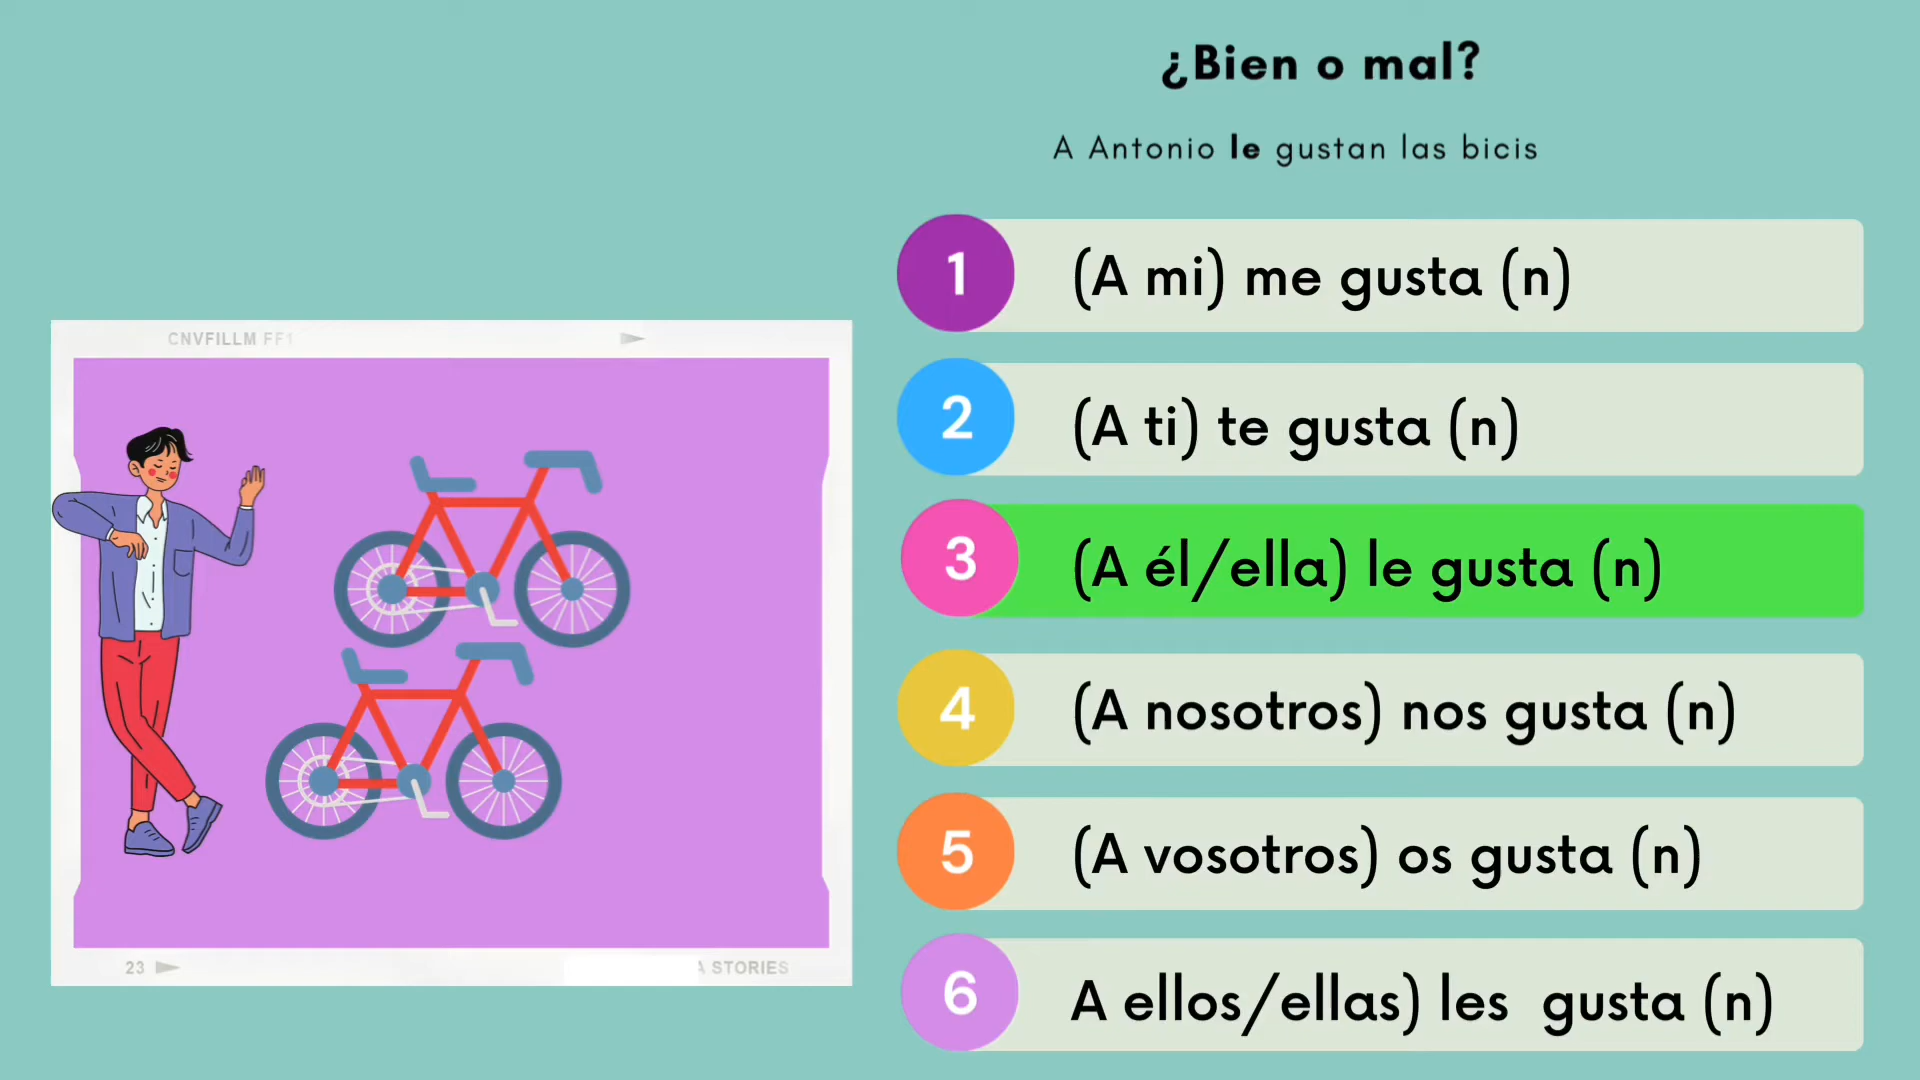 ¿Bien o mal?
A Antonio le gustan las bicis
1 (A mi) me gusta (n)
2 (A ti) te gusta (n)
3 (A él/ella) le gusta (n)
4 (A nosotros) nos gusta (n)
5 (A vosotros) os gusta (n)
6 A ellos/ellas) les gusta (n)
CNVFILLM FF1
23
A STORIES